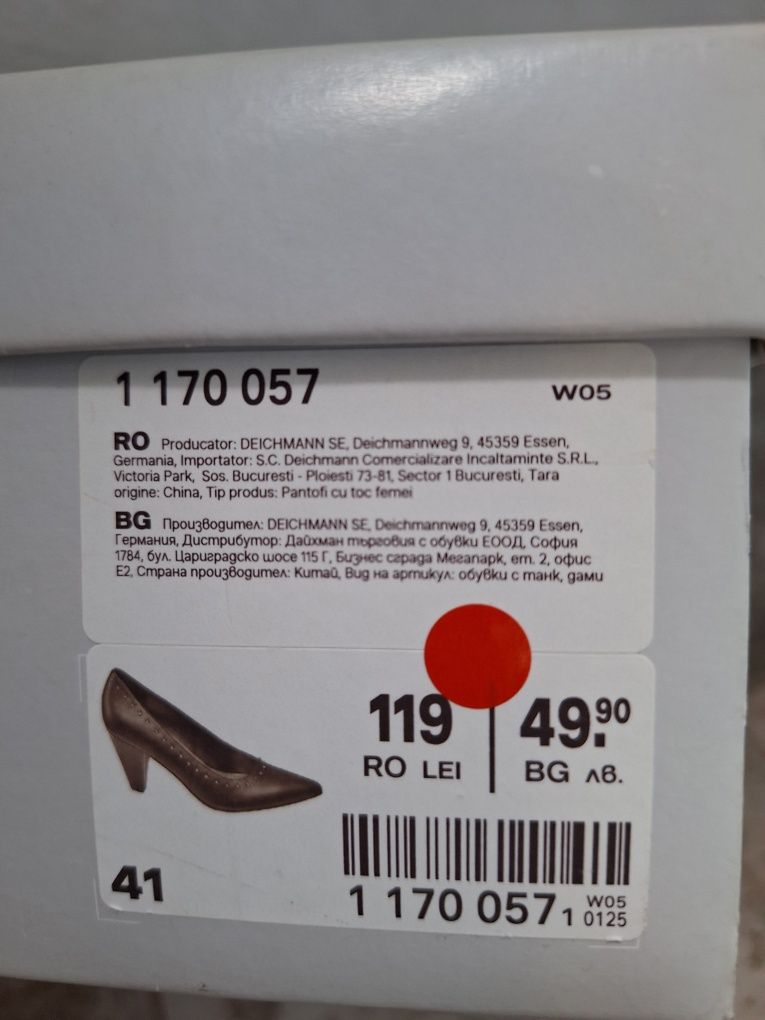 1 170 057 W05
RO Producator: DEICHMANN SE, Deichmannweg 9, 45359 Essen,
Germania, Importator: S.C. Deichmann Comercializare Incaltaminte S.R.L.,
Victoria Park, Sos. Bucuresti - Ploiesti 73-81, Sector 1 Bucuresti, Tara
origine: China, Tip produs: Pantofi cu toc femei
BG Производител: DEICHMANN SE, Deichmannweg 9, 45359 Essen,
Германия, Дистрибутор: Дайхман търговия с обувки ЕООД, София
1784, бул. Цариградско шосе 115 Г, Бизнес сграда Мегапарк, ет. 2, офис
Е2, Страна производител: Китай, Вид на артикул: обувки с танк, дами
119 49.90
RO LEI BG лв.
41
1 170 057 1 W05 0125